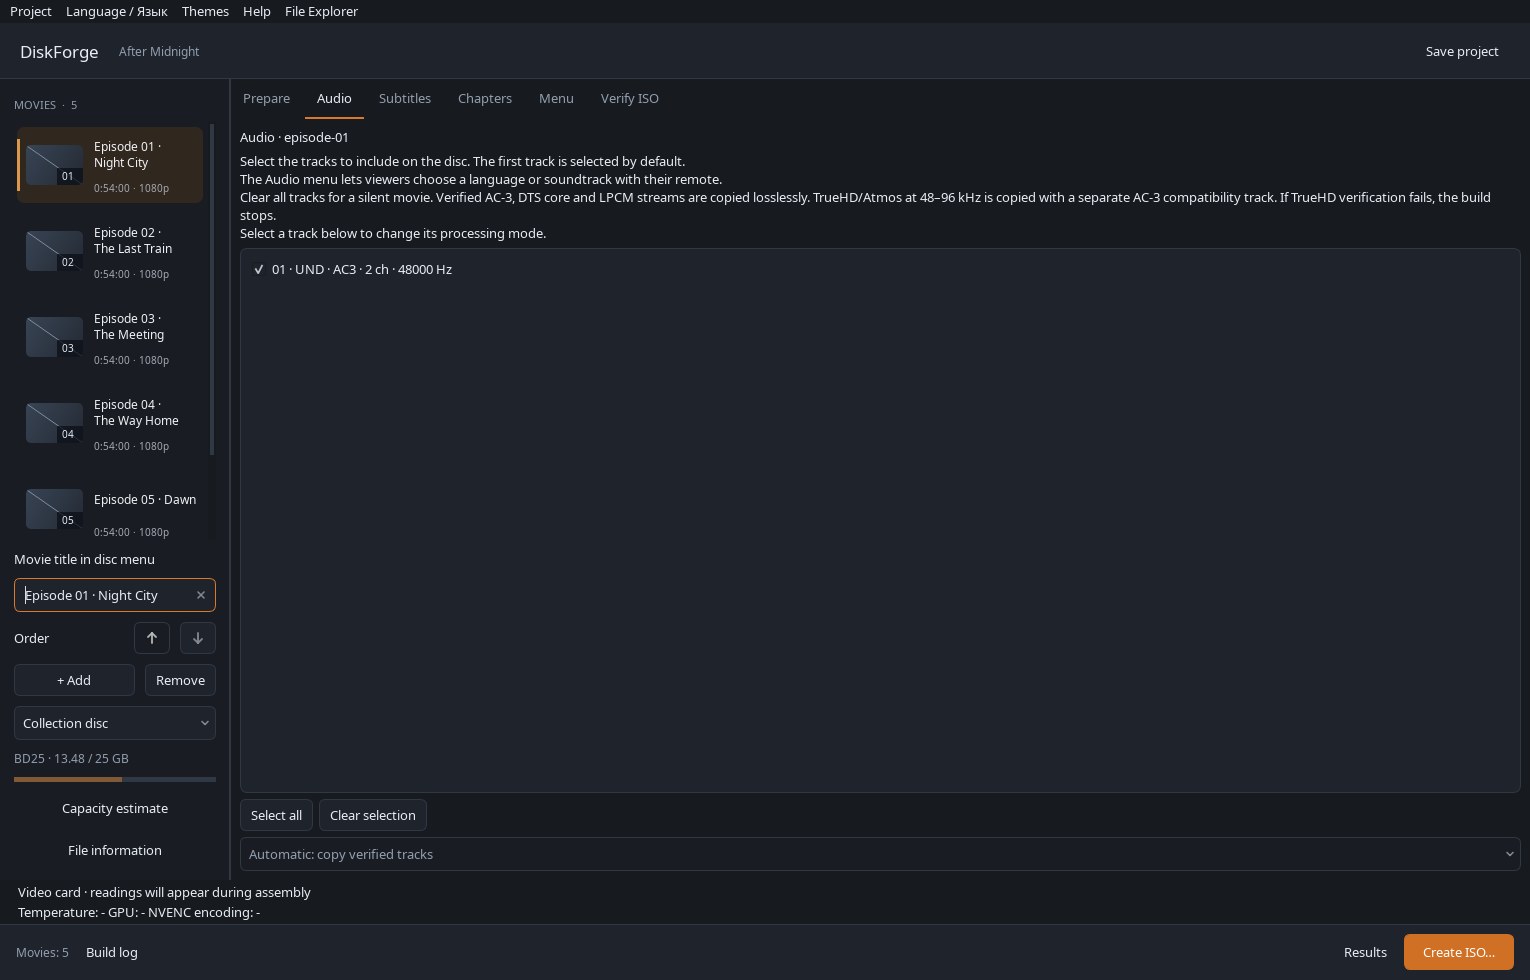 Project Language / Язык Themes Help File Explorer
DiskForge After Midnight Save project
MOVIES · 5
Episode 01 ·
Night City
01
0:54:00 · 1080p
Episode 02 ·
The Last Train
02
0:54:00 · 1080p
Episode 03 ·
The Meeting
03
0:54:00 · 1080p
Episode 04 ·
The Way Home
04
0:54:00 · 1080p
Episode 05 · Dawn
05
0:54:00 · 1080p
Movie title in disc menu
Episode 01 · Night City
Order
+ Add Remove
Collection disc
BD25 · 13.48 / 25 GB
Capacity estimate
File information
Prepare Audio Subtitles Chapters Menu Verify ISO
Audio · episode-01
Select the tracks to include on the disc. The first track is selected by default.
The Audio menu lets viewers choose a language or soundtrack with their remote.
Clear all tracks for a silent movie. Verified AC-3, DTS core and LPCM streams are copied losslessly. TrueHD/Atmos at 48–96 kHz is copied with a separate AC-3 compatibility track. If TrueHD verification fails, the build
stops.
Select a track below to change its processing mode.
01 · UND · AC3 · 2 ch · 48000 Hz
Select all Clear selection
Automatic: copy verified tracks
Video card · readings will appear during assembly
Temperature: - GPU: - NVENC encoding: -
Movies: 5 Build log Results Create ISO...